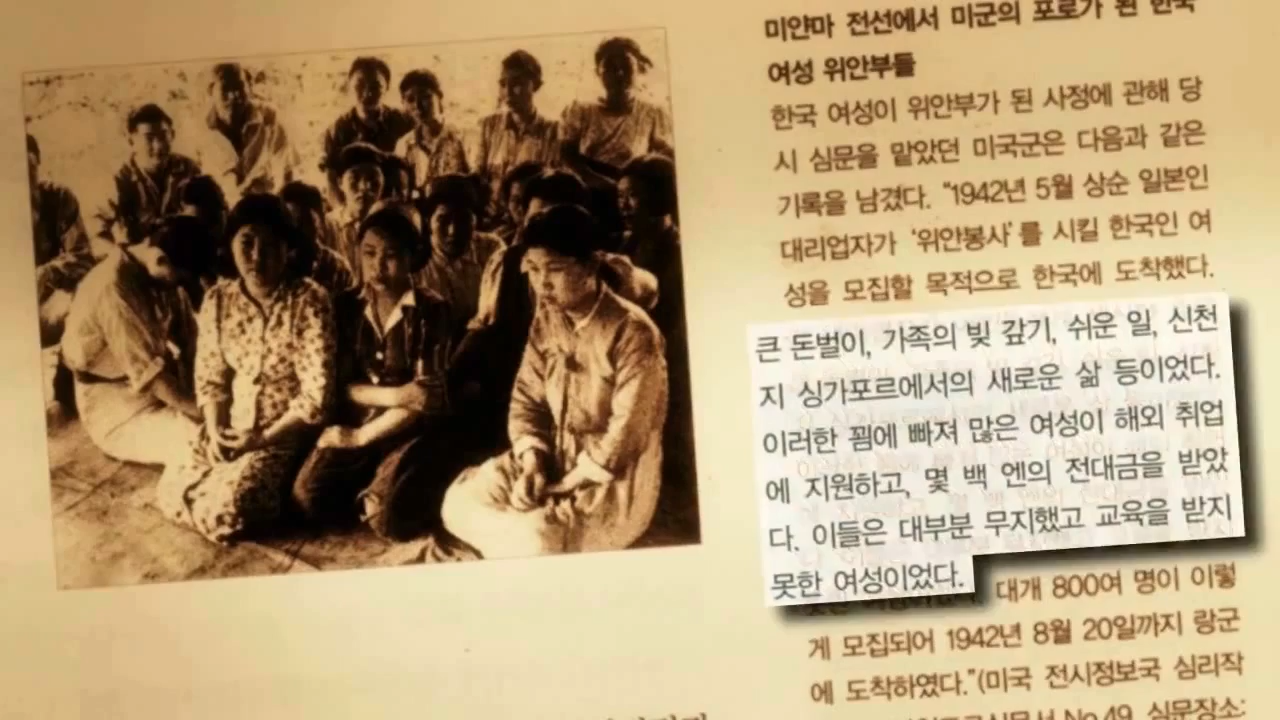 미얀마 전선에서 미군의 포로가 된 한국
여성 위안부들
한국 여성이 위안부가 된 사정에 관해 당
시 심문을 맡았던 미국군은 다음과 같은
기록을 남겼다. “1942년 5월 상순 일본인
대리업자가 ‘위안봉사’를 시킬 한국인 여
성을 모집할 목적으로 한국에 도착했다.
큰 돈벌이, 가족의 빚 갚기, 쉬운 일, 신천
지 싱가포르에서의 새로운 삶 등이었다.
이러한 꾐에 빠져 많은 여성이 해외 취업
에 지원하고, 몇 백 엔의 전대금을 받았
다. 이들은 대부분 무지했고 교육을 받지
못한 여성이었다.
대개 800여 명이 이렇
게 모집되어 1942년 8월 20일까지 랑군
에 도착하였다.”(미국 전시정보국 심리작
No.49, 심문장소: